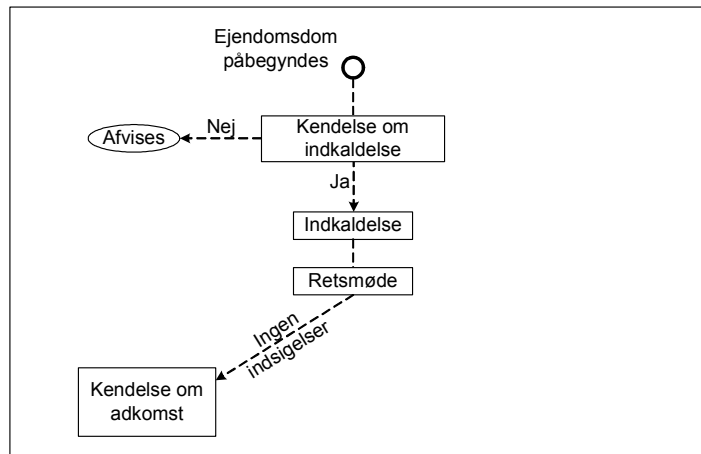 Ejendomsdom
påbegyndes
Afvises
Nej
Kendelse om
indkaldelse
Ja
Indkaldelse
Retsmøde
Ingen
indsigelser
Kendelse om
adkomst